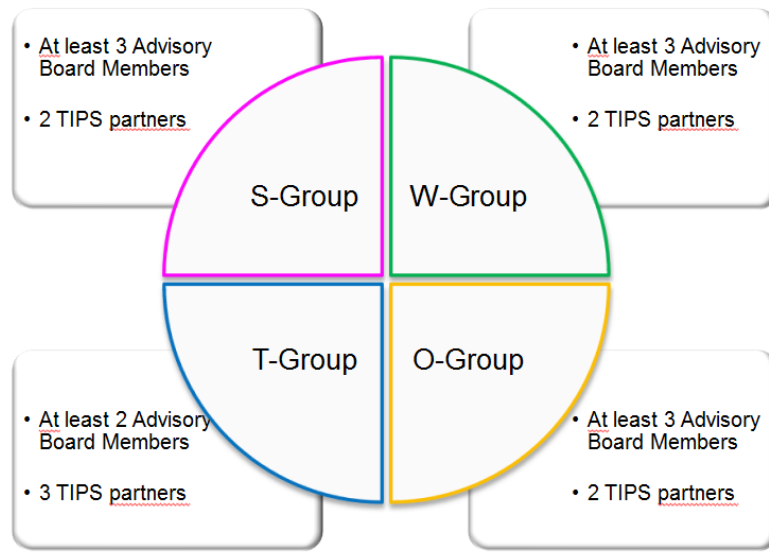 • At least 3 Advisory
Board Members
• 2 TIPS partners
• At least 3 Advisory
Board Members
• 2 TIPS partners
S-Group
W-Group
T-Group
O-Group
• At least 2 Advisory
Board Members
• 3 TIPS partners
• At least 3 Advisory
Board Members
• 2 TIPS partners